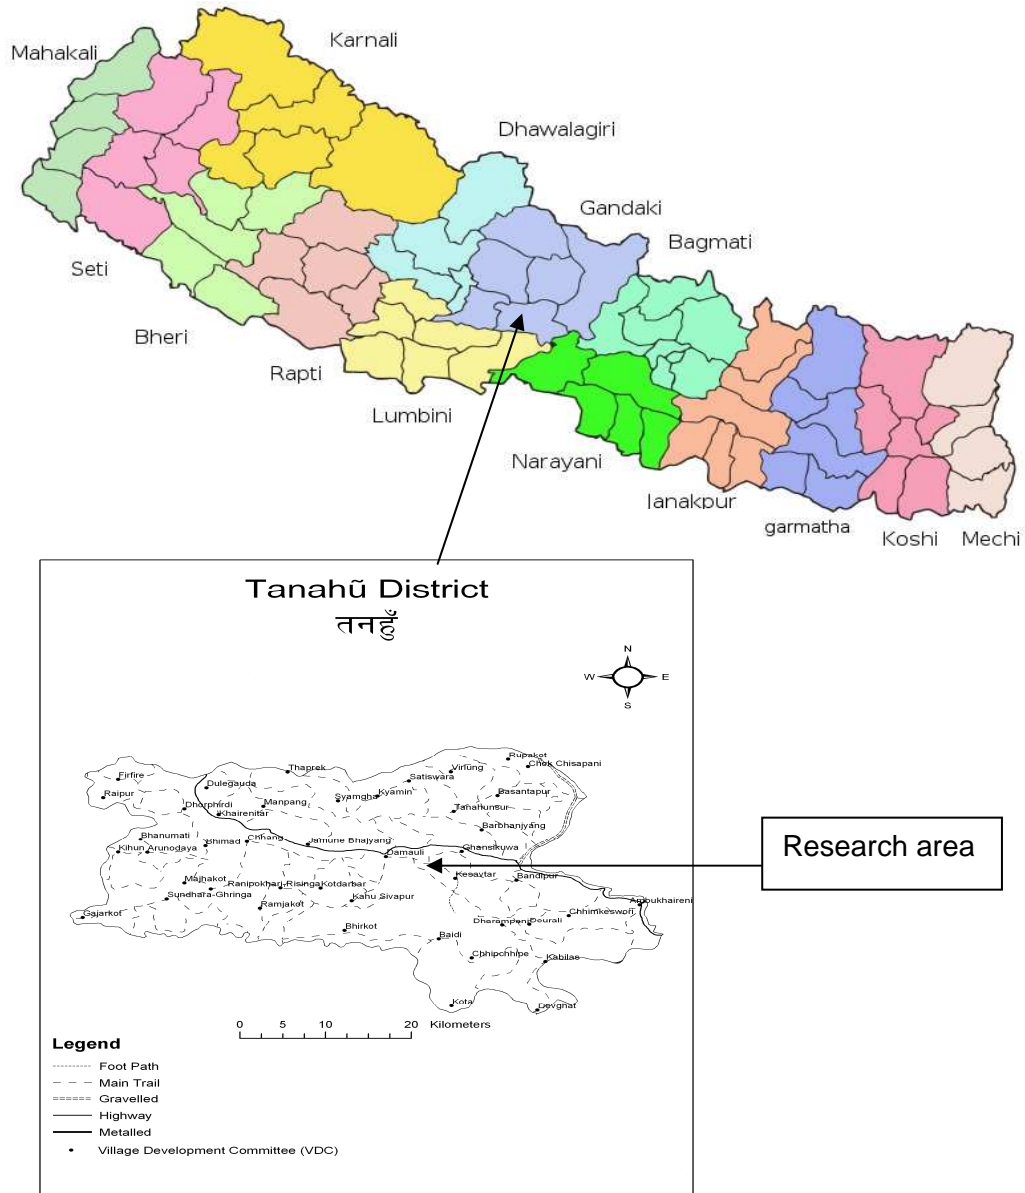 Karnali
Mahakali
Dhawalagiri
Gandaki
Bagmati
Seti
Bheri
Rapti
Lumbini
Narayani
Janakpur
garmatha
Koshi
Mechi
Tanahũ District
तनहुँ
N
W
E
S
Rupakot
Chok Chisapani
Virlung
Thaprek
Firfire
Satiswara
Dulegauda
Raipur
Kyamin
Basantapur
Syamgha
Manpang
Dhorphirdi
Tanahunsur
Khairenitar
Barbhanjyang
Bhanumati
Bhimad
Chhang
Jamune Bhajyang
Kihun
Arunodaya
Damauli
Ghansikuwa
Research area
Kesavtar
Bandipur
Majhakot
Ranipokhari
Risinga
Kotdarbar
Sundhara-Ghringa
Kahu Sivapur
Ramjakot
Anbukhaireni
Gajarkot
Chhimkeswori
Dharampani
Deurali
Bhirkot
Baidi
Chhipchhipe
Kabilas
Kota
Devghat
0 5 10 20 Kilometers
Legend
Foot Path
Main Trail
Gravelled
Highway
Metalled
Village Development Committee (VDC)